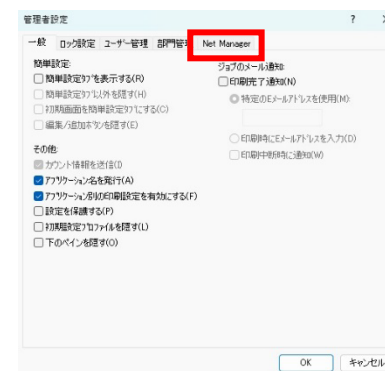 管理者設定 ? ×
一般 ロック設定 ユーザー管理 部門管理 Net Manager
簡単設定:
簡単設定タブを表示する(R)
簡単設定タブ以外を隠す(H)
初期画面を簡単設定タブにする(C)
編集/追加ボタンを隠す(E)
その他:
カウント情報を送信(I)
アプリケーション名を発行(A)
アプリケーション別の印刷設定を有効にする(F)
設定を保護する(P)
初期設定プロファイルを隠す(L)
下のペインを隠す(O)
ジョブのメール通知:
印刷完了通知(N)
特定のEメールアドレスを使用(M):
印刷時にEメールアドレスを入力(D)
印刷中断時に通知(W)
OK キャンセル